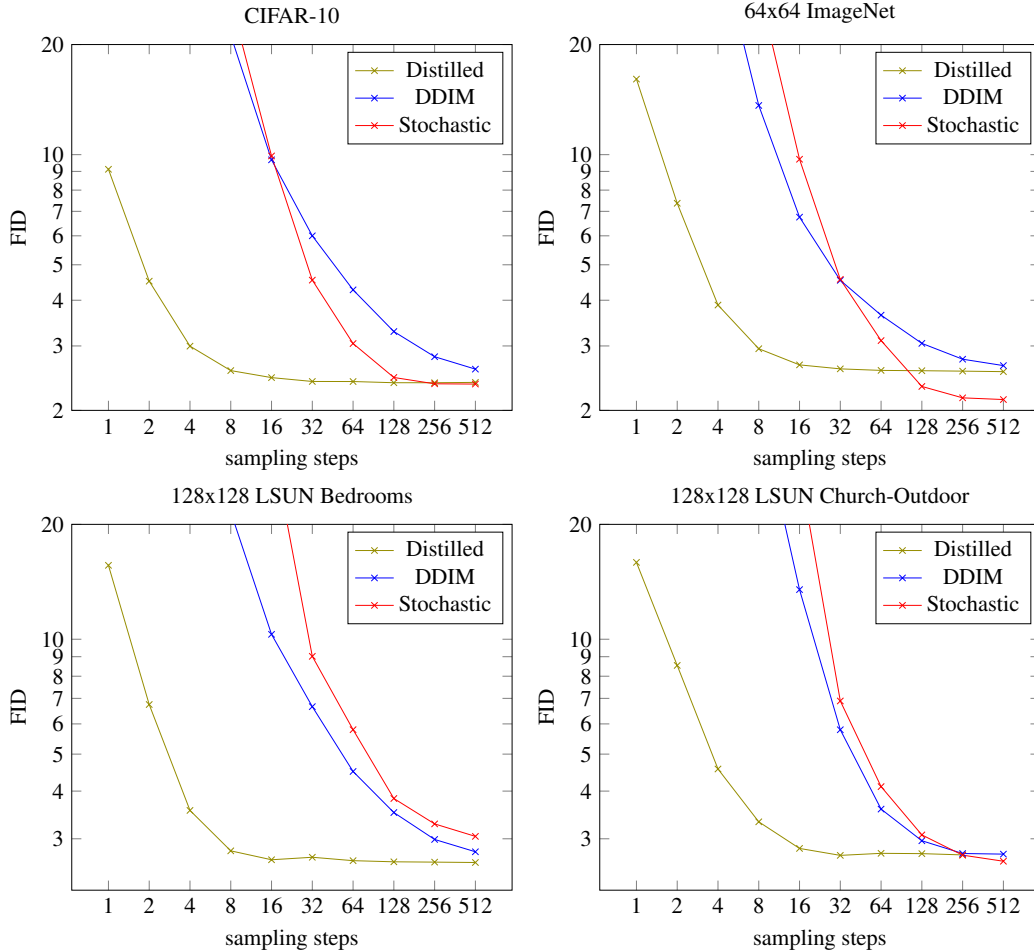 CIFAR-10
20
10
9
8
7
6
5
4
3
2
FID
Distilled
DDIM
Stochastic
1 2 4 8 16 32 64 128 256 512
sampling steps
64x64 ImageNet
20
10
9
8
7
6
5
4
3
2
FID
Distilled
DDIM
Stochastic
1 2 4 8 16 32 64 128 256 512
sampling steps
128x128 LSUN Bedrooms
20
10
9
8
7
6
5
4
3
FID
Distilled
DDIM
Stochastic
1 2 4 8 16 32 64 128 256 512
sampling steps
128x128 LSUN Church-Outdoor
20
10
9
8
7
6
5
4
3
FID
Distilled
DDIM
Stochastic
1 2 4 8 16 32 64 128 256 512
sampling steps